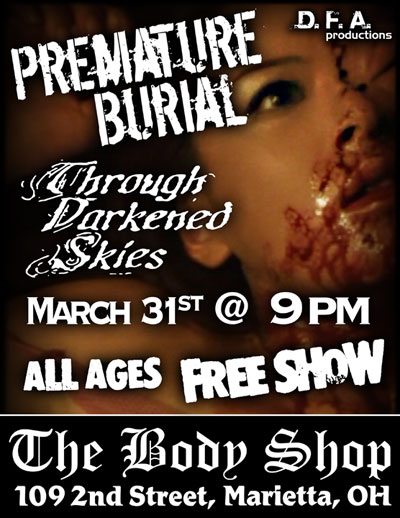 PREMATURE
BURIAL
D. F. A.
productions
Through
Darkened
Skies
MARCH 31ST @ 9 PM
ALL AGES FREE SHOW
The Body Shop
109 2nd Street, Marietta, OH